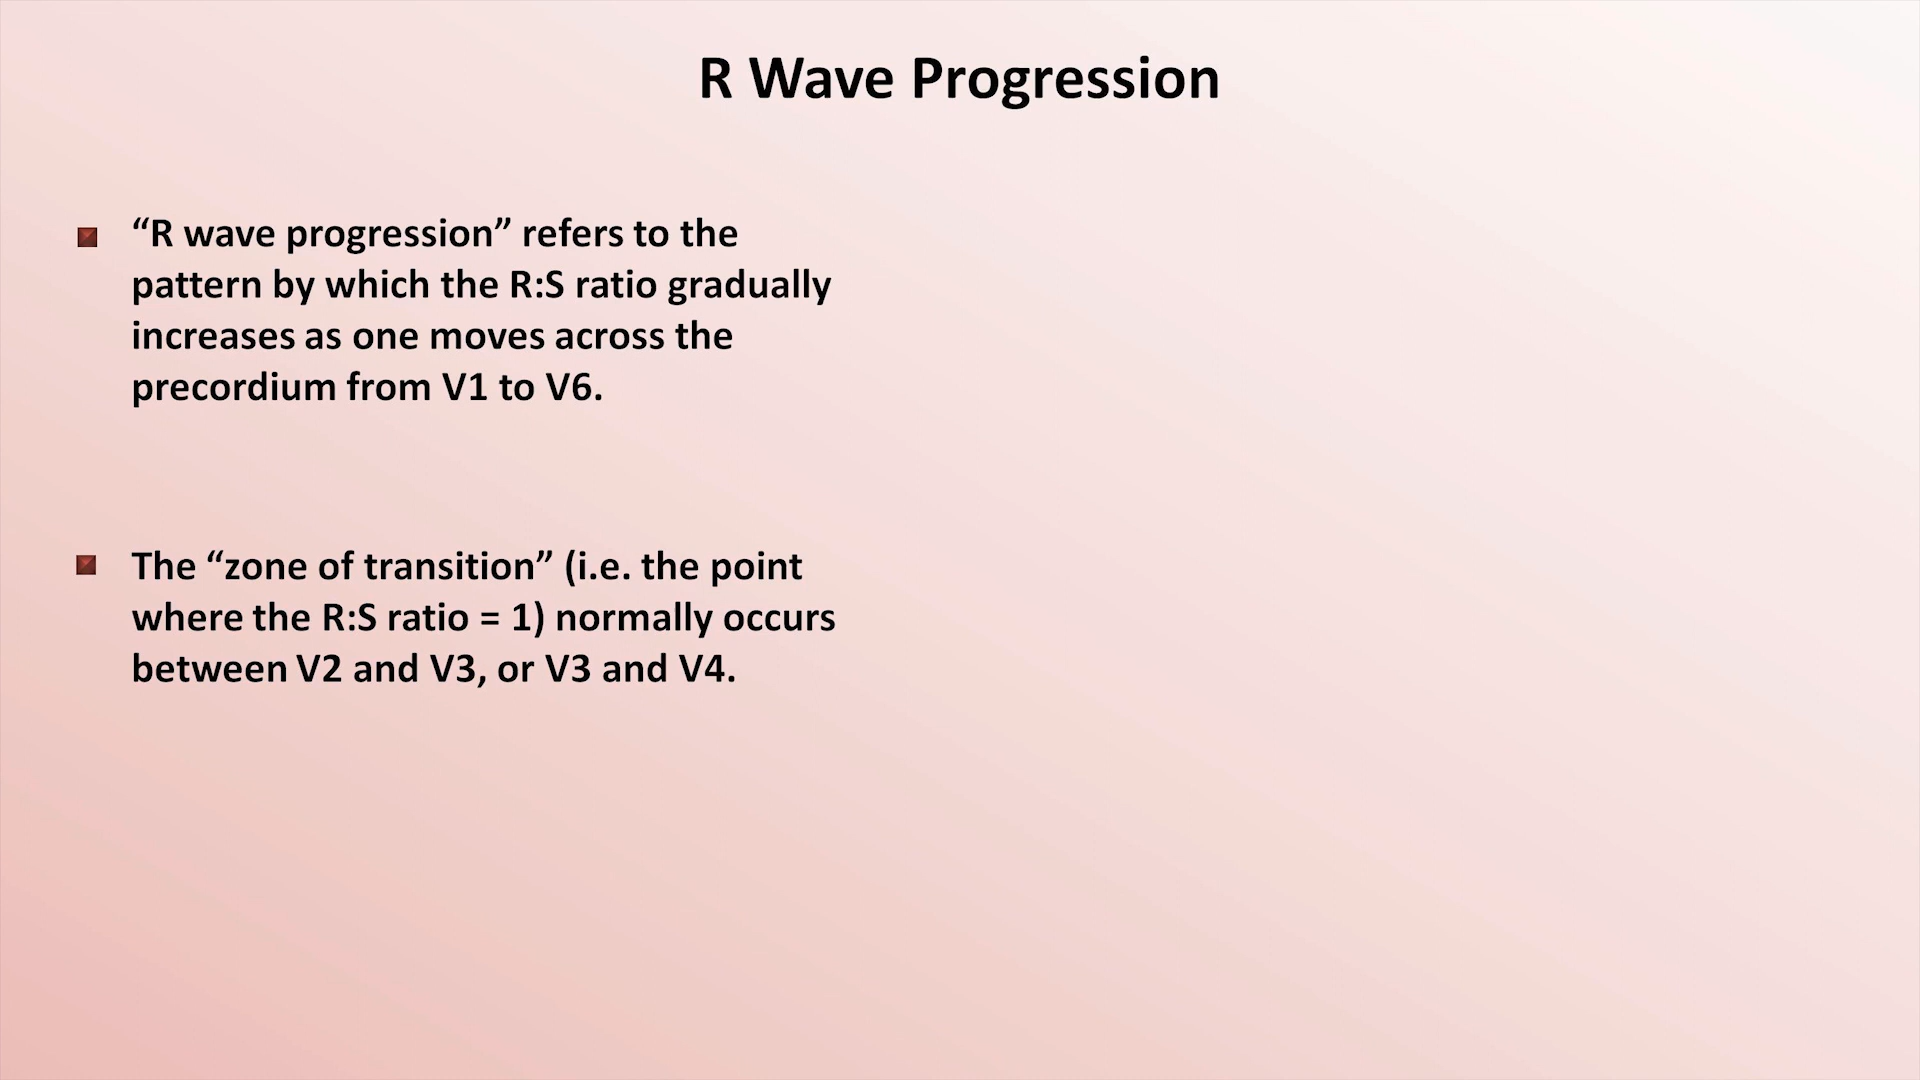 R Wave Progression
“R wave progression” refers to the
pattern by which the R:S ratio gradually
increases as one moves across the
precordium from V1 to V6.
The “zone of transition” (i.e. the point
where the R:S ratio = 1) normally occurs
between V2 and V3, or V3 and V4.